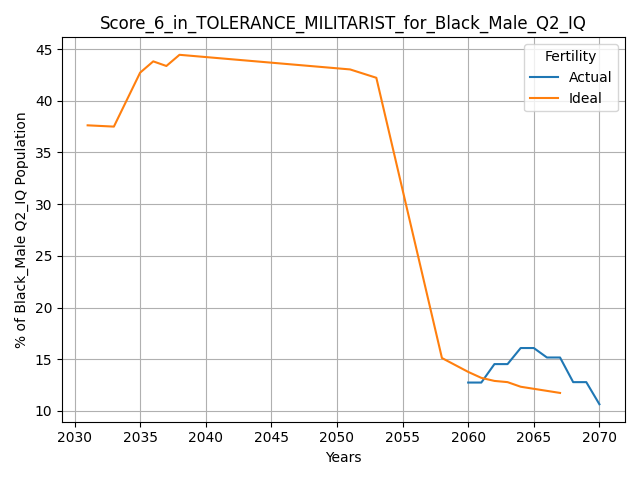 Score_6_in_TOLERANCE_MILITARIST_for_Black_Male_Q2_IQ
% of Black_Male Q2_IQ Population
45
40
35
30
25
20
15
10
Fertility
Actual
Ideal
2030 2035 2040 2045 2050 2055 2060 2065 2070
Years